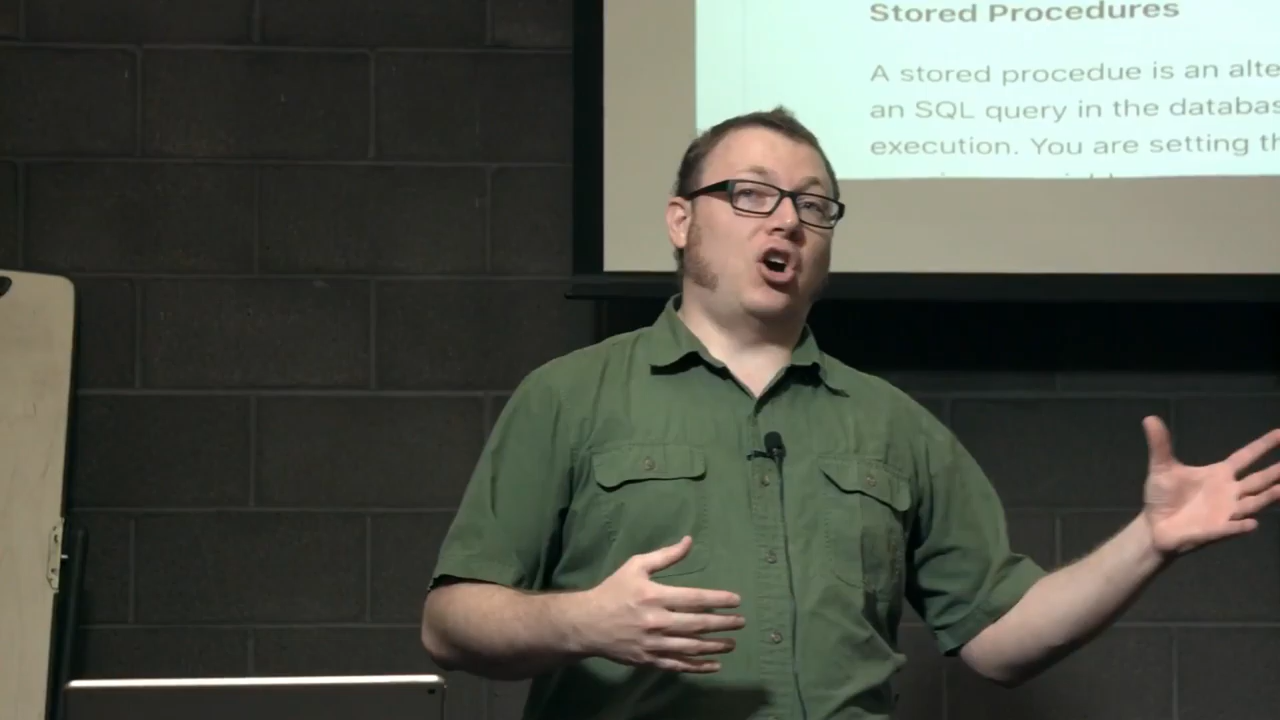 Stored Procedures
A stored procedue is an alte
an SQL query in the databas
execution. You are setting th